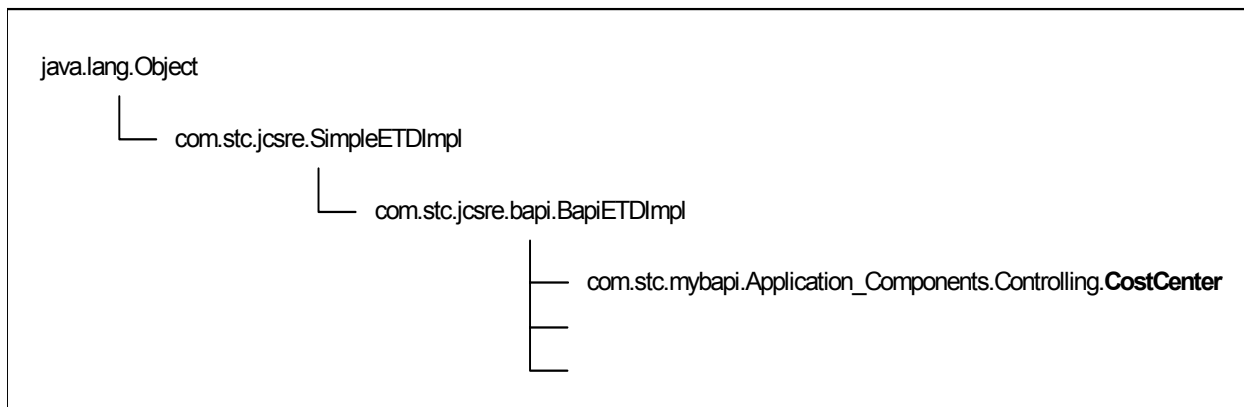 java.lang.Object
com.stc.jcsre.SimpleETDImpl
com.stc.jcsre.bapi.BapiETDImpl
com.stc.mybapi.Application_Components.Controlling.CostCenter